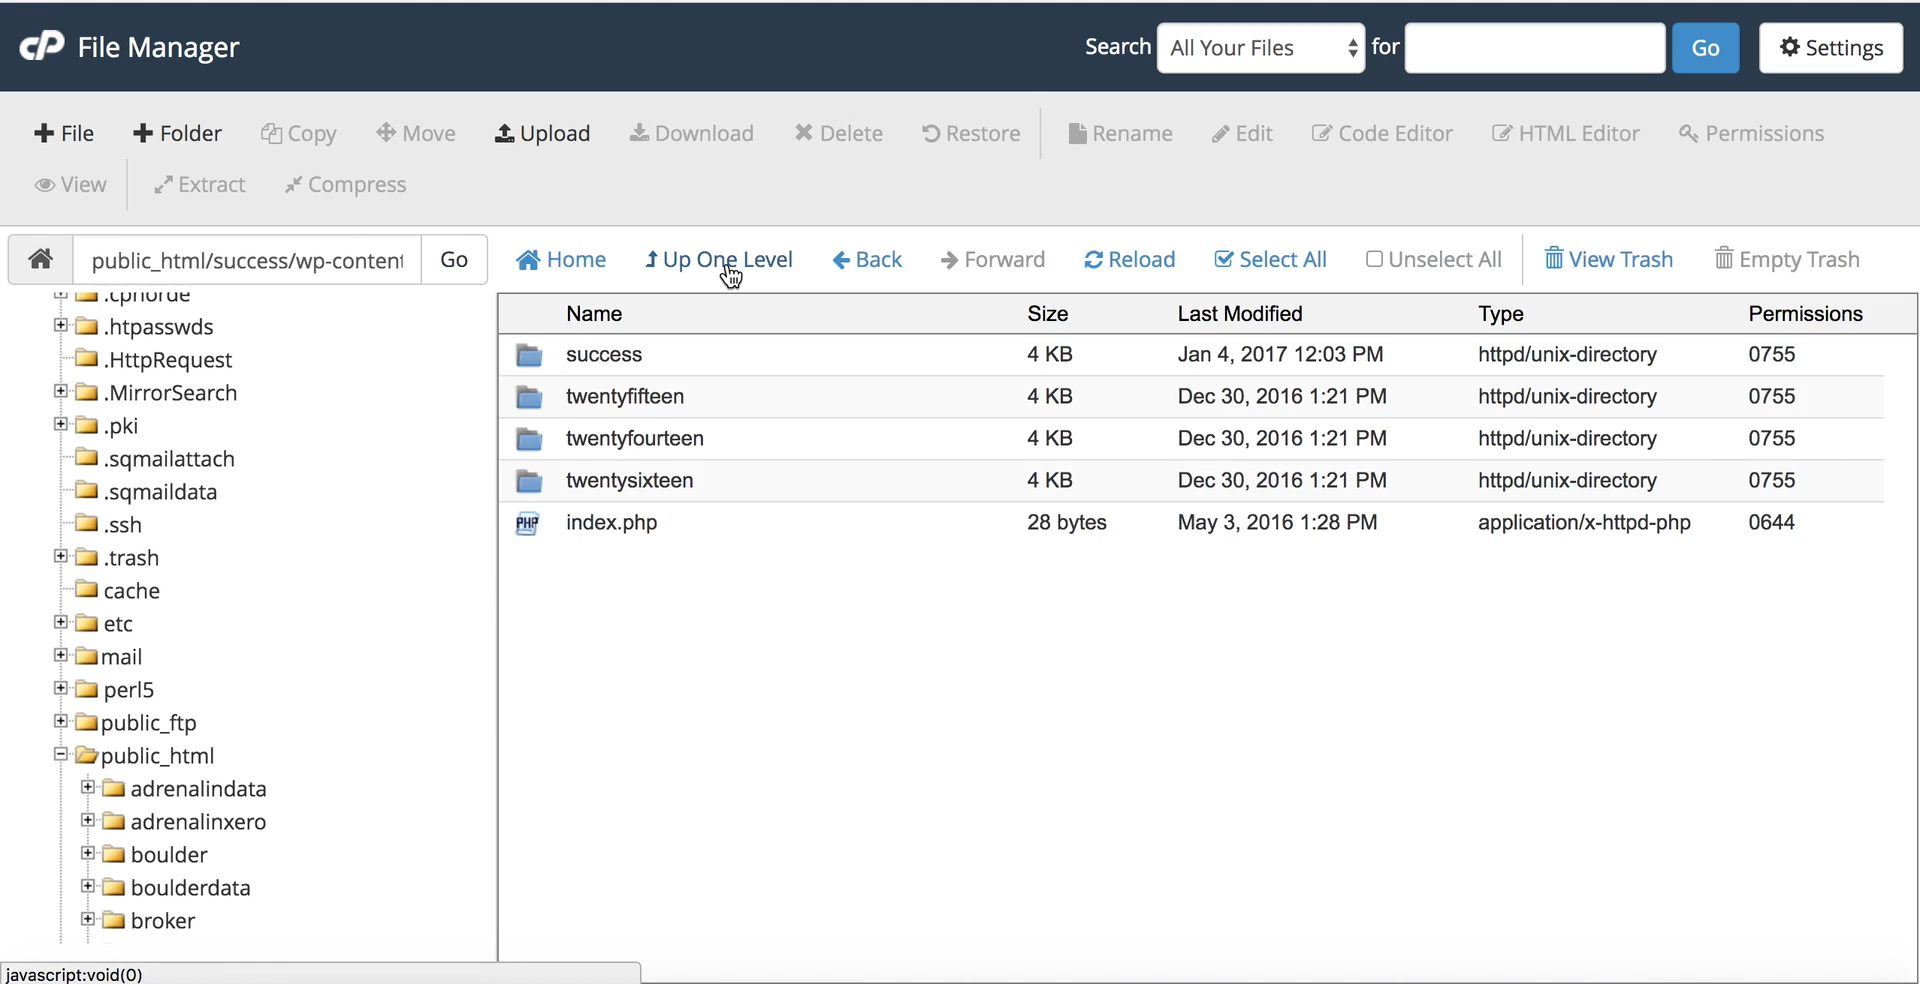 cP File Manager
Search All Your Files for Go Settings
File Folder Copy Move Upload Download Delete Restore Rename Edit Code Editor HTML Editor Permissions
View Extract Compress
public_html/success/wp-content Go Home Up One Level Back Forward Reload Select All Unselect All View Trash Empty Trash
.cphorde
.htpasswds
.HttpRequest
.MirrorSearch
.pki
.sqmailattach
.sqmaildata
.ssh
.trash
cache
etc
mail
perl5
public_ftp
public_html
adrenalindata
adrenalinxero
boulder
boulderdata
broker
Name Size Last Modified Type Permissions
success 4 KB Jan 4, 2017 12:03 PM httpd/unix-directory 0755
twentyfifteen 4 KB Dec 30, 2016 1:21 PM httpd/unix-directory 0755
twentyfourteen 4 KB Dec 30, 2016 1:21 PM httpd/unix-directory 0755
twentysixteen 4 KB Dec 30, 2016 1:21 PM httpd/unix-directory 0755
PHP index.php 28 bytes May 3, 2016 1:28 PM application/x-httpd-php 0644
javascript:void(0)